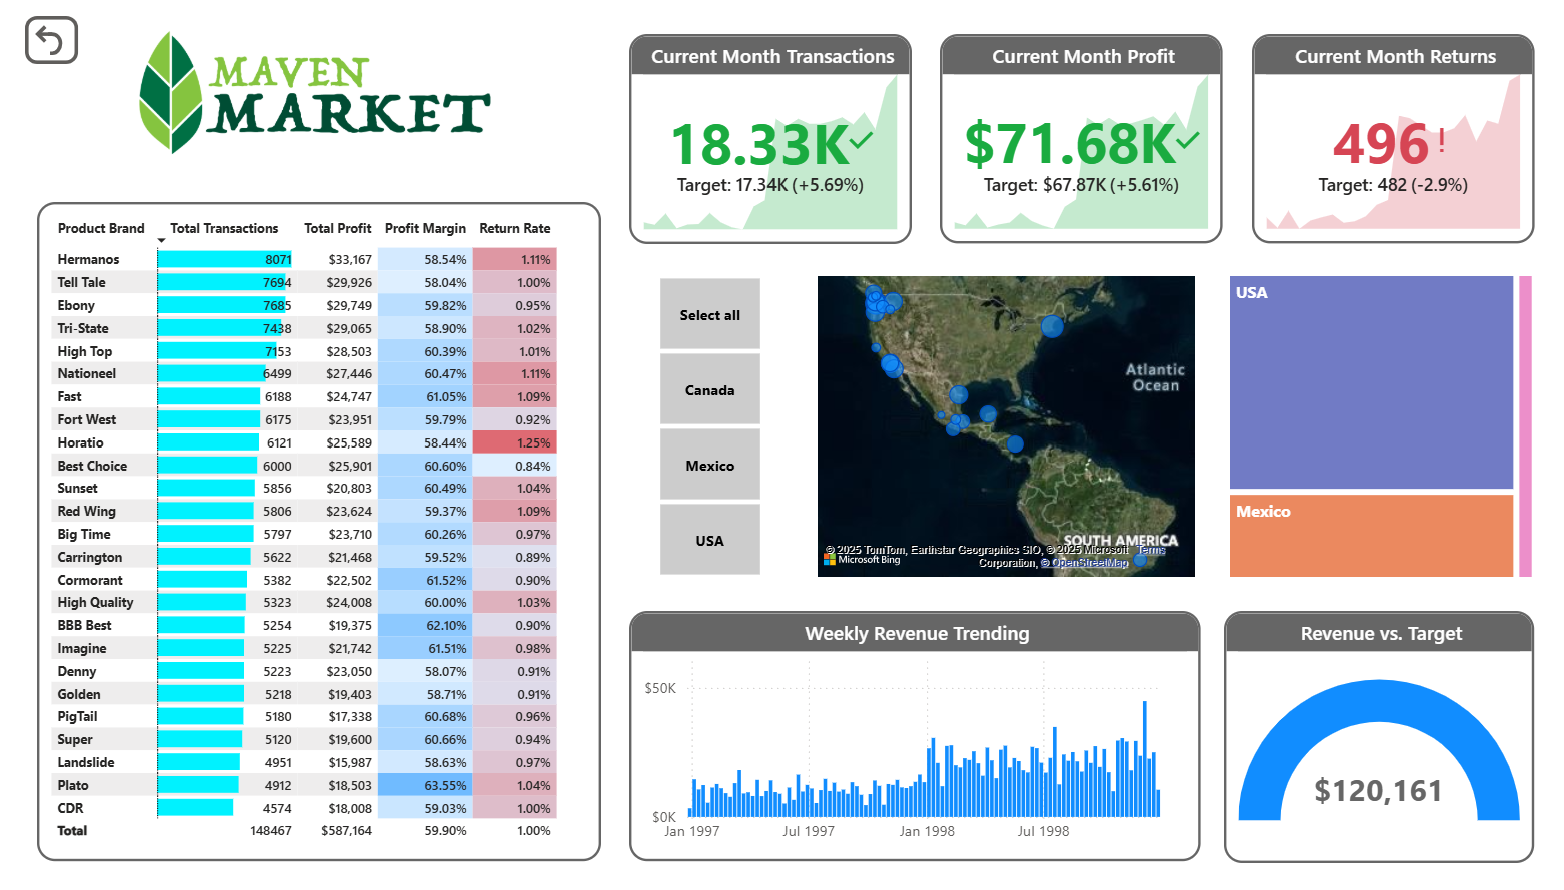 MAVEN
MARKET
Current Month Transactions
18.33K
Target: 17.34K (+5.69%)
Current Month Profit
$71.68K
Target: $67.87K (+5.61%)
Current Month Returns
496 !
Target: 482 (-2.9%)
Product Brand Total Transactions Total Profit Profit Margin Return Rate
Hermanos 8071 $33,167 58.54% 1.11%
Tell Tale 7694 $29,926 58.04% 1.00%
Ebony 7685 $29,749 59.82% 0.95%
Tri-State 7438 $29,065 58.90% 1.02%
High Top 7153 $28,503 60.39% 1.01%
Nationeel 6499 $27,446 60.47% 1.11%
Fast 6188 $24,747 61.05% 1.09%
Fort West 6175 $23,951 59.79% 0.92%
Horatio 6121 $25,589 58.44% 1.25%
Best Choice 6000 $25,901 60.60% 0.84%
Sunset 5856 $20,803 60.49% 1.04%
Red Wing 5806 $23,624 59.37% 1.09%
Big Time 5797 $23,710 60.26% 0.97%
Carrington 5622 $21,468 59.52% 0.89%
Cormorant 5382 $22,502 61.52% 0.90%
High Quality 5323 $24,008 60.00% 1.03%
BBB Best 5254 $19,375 62.10% 0.90%
Imagine 5225 $21,742 61.51% 0.98%
Denny 5223 $23,050 58.07% 0.91%
Golden 5218 $19,403 58.71% 0.91%
PigTail 5180 $17,338 60.68% 0.96%
Super 5120 $19,600 60.66% 0.94%
Landslide 4951 $15,987 58.63% 0.97%
Plato 4912 $18,503 63.55% 1.04%
CDR 4574 $18,008 59.03% 1.00%
Total 148467 $587,164 59.90% 1.00%
Select all
Canada
Mexico
USA
Atlantic
Ocean
SOUTH AMERICA
© 2025 TomTom, Earthstar Geographics SIO, © 2025 Microsoft Terms
Microsoft Bing Corporation, © OpenStreetMap
USA
Mexico
Weekly Revenue Trending
$50K
$0K
Jan 1997 Jul 1997 Jan 1998 Jul 1998
Revenue vs. Target
$120,161